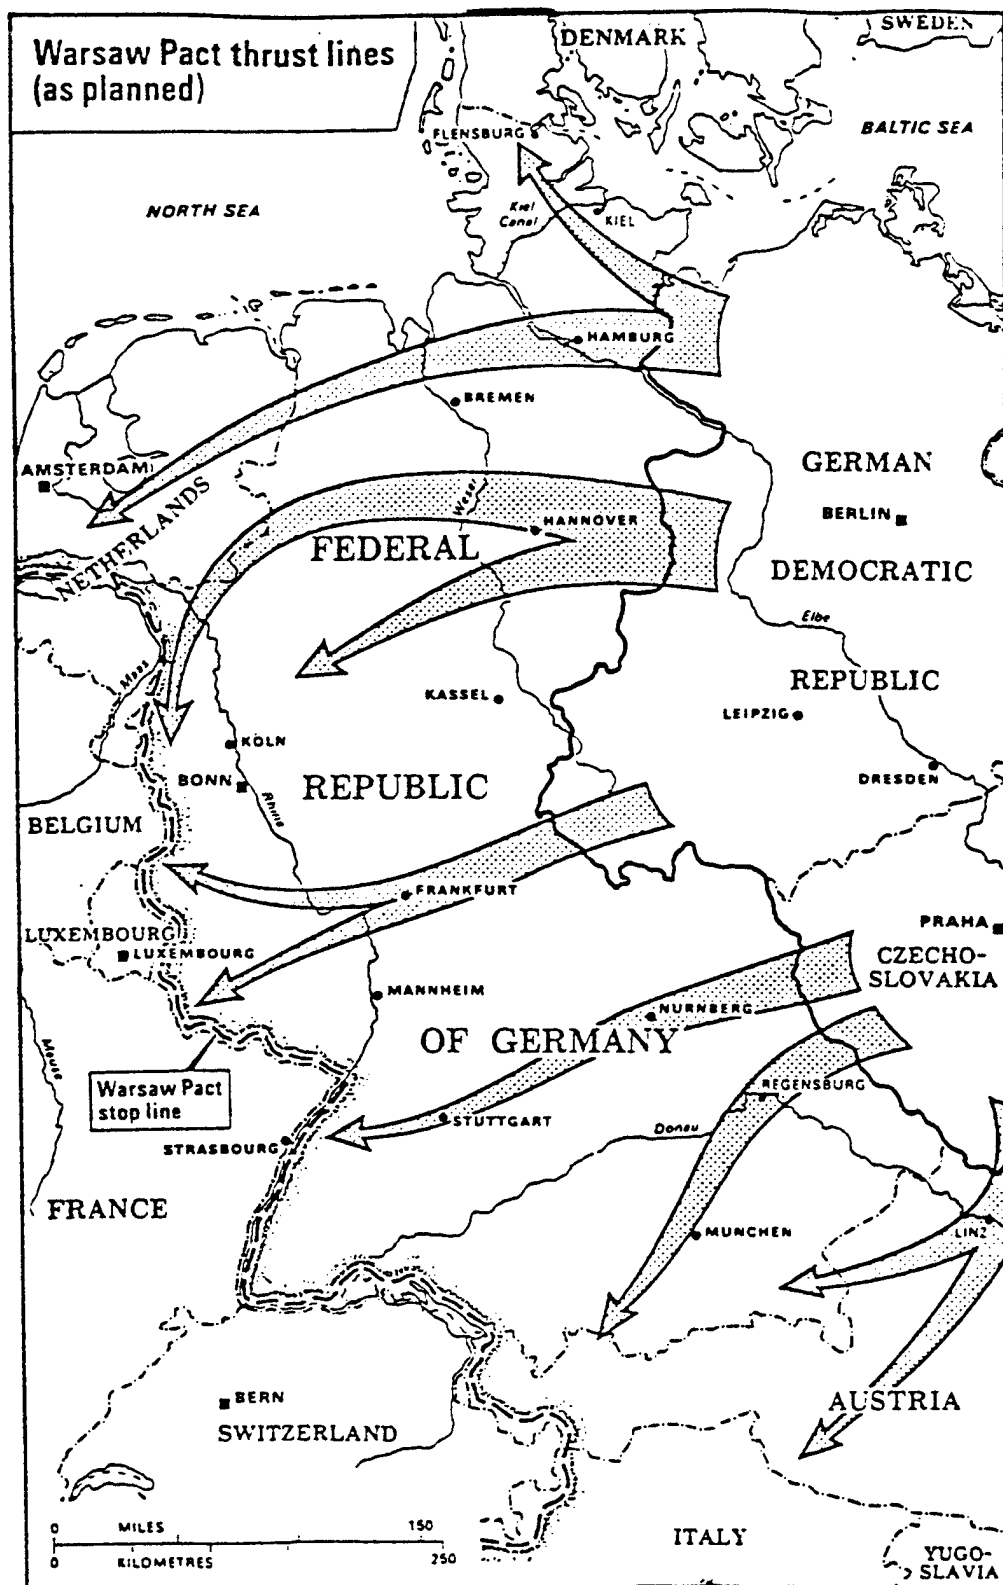 Warsaw Pact thrust lines
(as planned)
DENMARK
SWEDEN
FLENSBURG
BALTIC SEA
NORTH SEA
Kiel
Canal
KIEL
HAMBURG
BREMEN
AMSTERDAM
GERMAN
NETHERLANDS
Weser
HANNOVER
BERLIN
FEDERAL
DEMOCRATIC
Elbe
Maas
KASSEL
REPUBLIC
LEIPZIG
KÖLN
BONN
REPUBLIC
DRESDEN
Rhine
BELGIUM
FRANKFURT
PRAHA
LUXEMBOURG
LUXEMBOURG
CZECHO-
SLOVAKIA
MANNHEIM
NURNBERG
OF GERMANY
Meuse
Warsaw Pact
stop line
REGENSBURG
STUTTGART
Donau
STRASBOURG
FRANCE
MUNCHEN
LINZ
BERN
AUSTRIA
SWITZERLAND
0 MILES 150
0 KILOMETRES 250
ITALY
YUGO-
SLAVIA